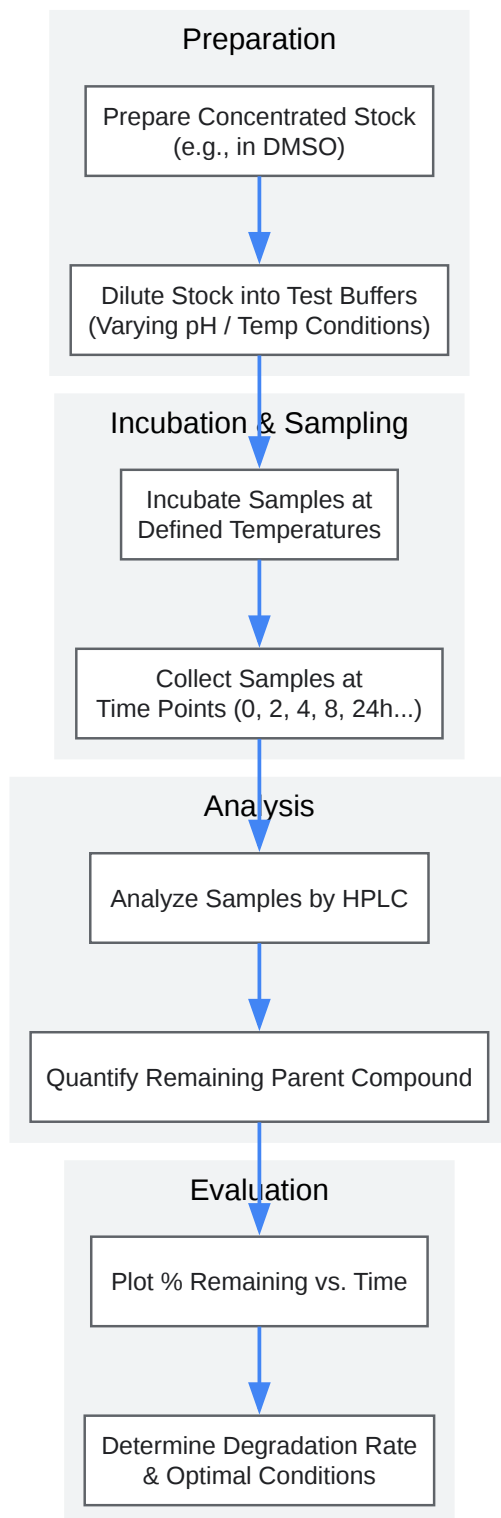 Preparation
Prepare Concentrated Stock
(e.g., in DMSO)
Dilute Stock into Test Buffers
(Varying pH / Temp Conditions)
Incubation & Sampling
Incubate Samples at
Defined Temperatures
Collect Samples at
Time Points (0, 2, 4, 8, 24h...)
Analysis
Analyze Samples by HPLC
Quantify Remaining Parent Compound
Evaluation
Plot % Remaining vs. Time
Determine Degradation Rate
& Optimal Conditions